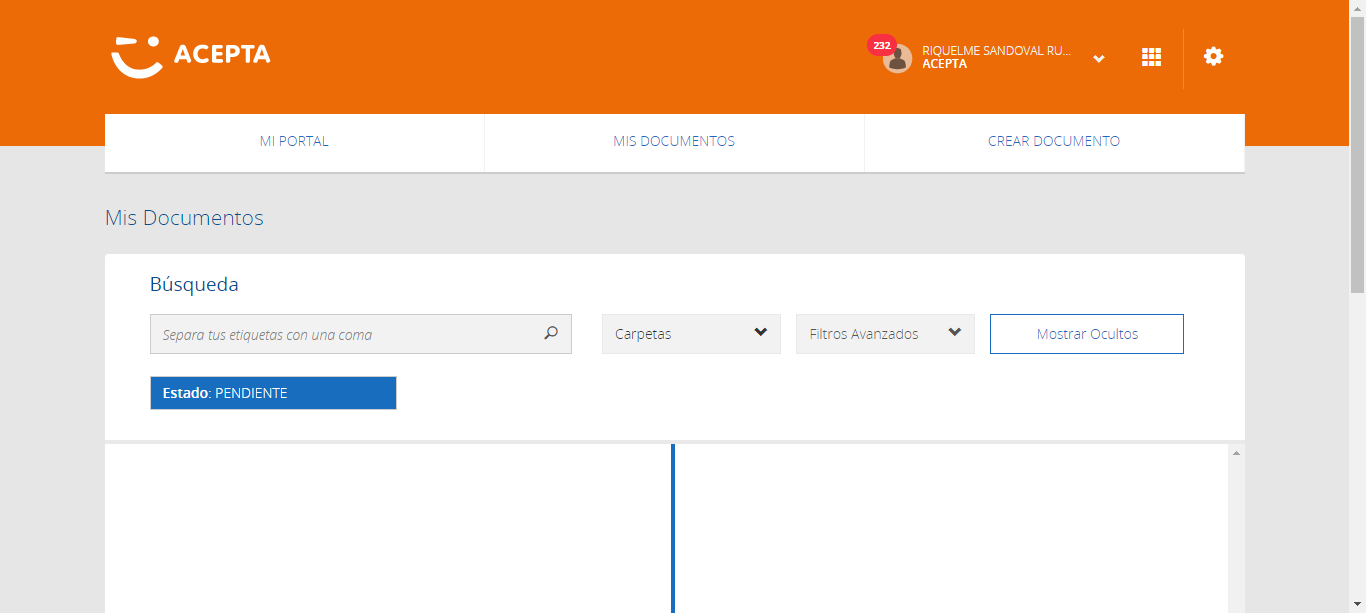 ACEPTA
232
RIQUELME SANDOVAL RU...
ACEPTA
MI PORTAL
MIS DOCUMENTOS
CREAR DOCUMENTO
Mis Documentos
Búsqueda
Separa tus etiquetas con una coma
Carpetas
Filtros Avanzados
Mostrar Ocultos
Estado: PENDIENTE